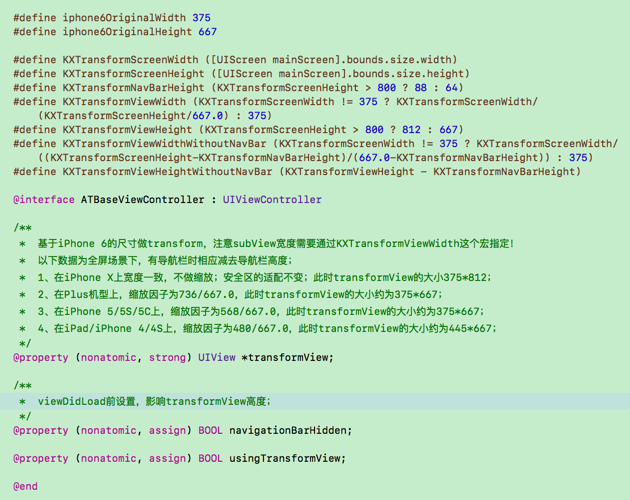 #define iphone6OriginalWidth 375
#define iphone6OriginalHeight 667
#define KXTransformScreenWidth ([UIScreen mainScreen].bounds.size.width)
#define KXTransformScreenHeight ([UIScreen mainScreen].bounds.size.height)
#define KXTransformNavBarHeight (KXTransformScreenHeight > 800 ? 88 : 64)
#define KXTransformViewWidth (KXTransformScreenWidth != 375 ? KXTransformScreenWidth/
(KXTransformScreenHeight/667.0) : 375)
#define KXTransformViewHeight (KXTransformScreenHeight > 800 ? 812 : 667)
#define KXTransformViewWidthWithoutNavBar (KXTransformScreenWidth != 375 ? KXTransformScreenWidth/
((KXTransformScreenHeight-KXTransformNavBarHeight)/(667.0-KXTransformNavBarHeight)) : 375)
#define KXTransformViewHeightWithoutNavBar (KXTransformViewHeight - KXTransformNavBarHeight)
@interface ATBaseViewController : UIViewController
/**
* 基于iPhone 6的尺寸做transform，注意subView宽度需要通过KXTransformViewWidth这个宏指定！
* 以下数据为全屏场景下，有导航栏时相应减去导航栏高度；
* 1、在iPhone X上宽度一致，不做缩放；安全区的适配不变；此时transformView的大小375*812；
* 2、在Plus机型上，缩放因子为736/667.0，此时transformView的大小约为375*667；
* 3、在iPhone 5/5S/5C上，缩放因子为568/667.0，此时transformView的大小约为375*667；
* 4、在iPad/iPhone 4/4S上，缩放因子为480/667.0，此时transformView的大小约为445*667；
*/
@property (nonatomic, strong) UIView *transformView;
/**
* viewDidLoad前设置，影响transformView高度；
*/
@property (nonatomic, assign) BOOL navigationBarHidden;
@property (nonatomic, assign) BOOL usingTransformView;
@end